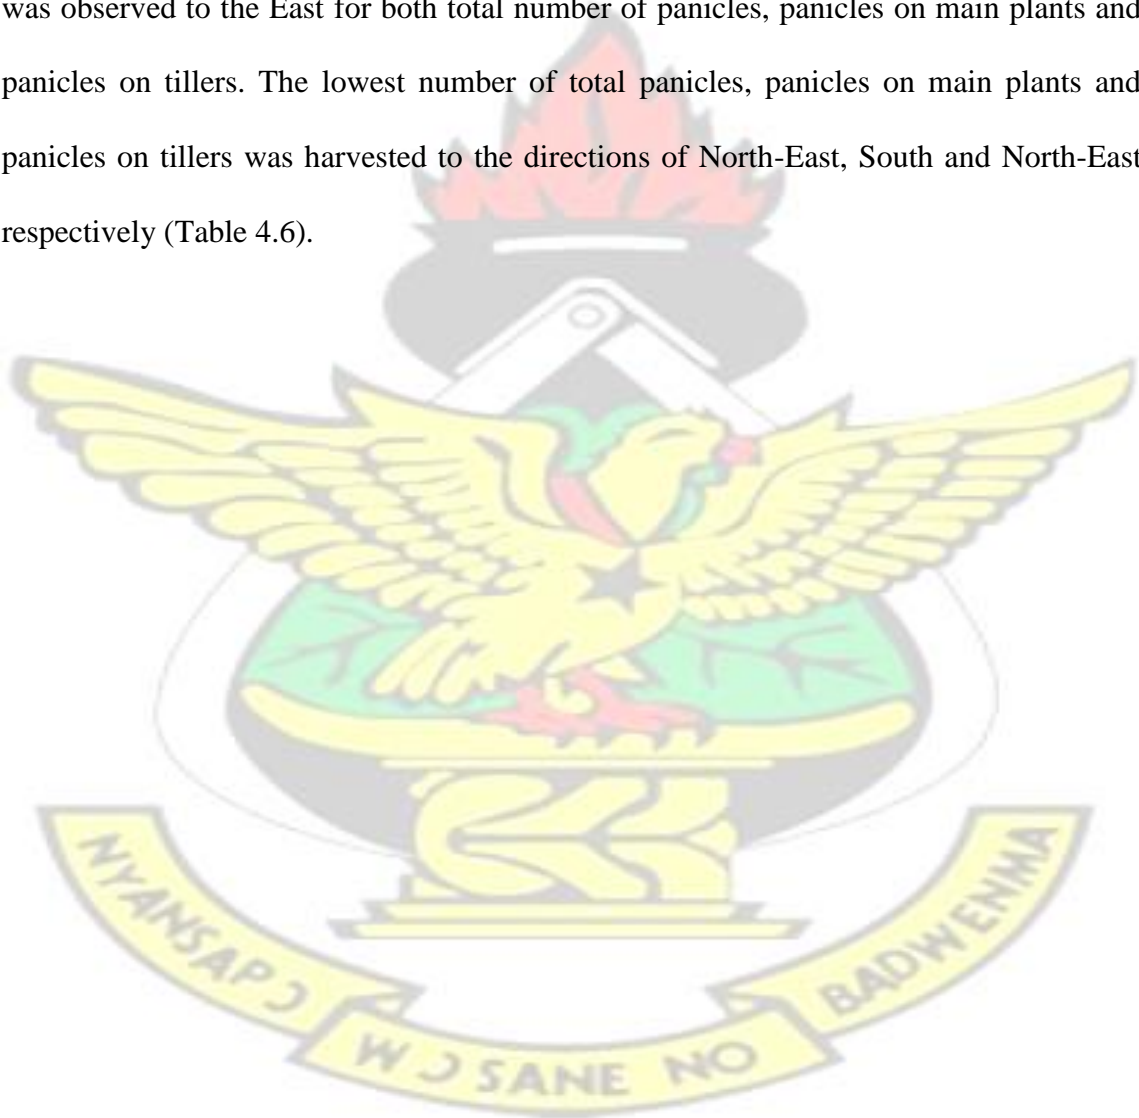 was observed to the East for both total number of panicles, panicles on main plants and
panicles on tillers. The lowest number of total panicles, panicles on main plants and
panicles on tillers was harvested to the directions of North-East, South and North-East
respectively (Table 4.6).
NYANSAPƆ
WƆSANE NO
BADWENMA